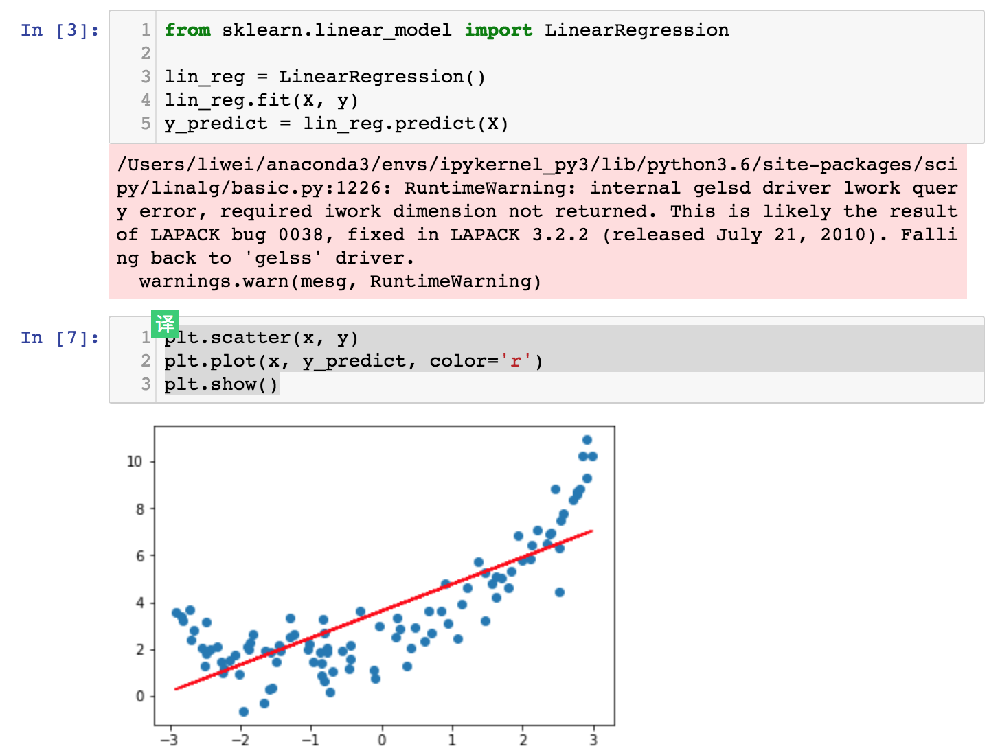 In [3]:
1 from sklearn.linear_model import LinearRegression
2
3 lin_reg = LinearRegression()
4 lin_reg.fit(X, y)
5 y_predict = lin_reg.predict(X)
/Users/liwei/anaconda3/envs/ipykernel_py3/lib/python3.6/site-packages/sci
py/linalg/basic.py:1226: RuntimeWarning: internal gelsd driver lwork quer
y error, required iwork dimension not returned. This is likely the result
of LAPACK bug 0038, fixed in LAPACK 3.2.2 (released July 21, 2010). Falli
ng back to 'gelss' driver.
  warnings.warn(mesg, RuntimeWarning)
译
In [7]:
1 plt.scatter(x, y)
2 plt.plot(x, y_predict, color='r')
3 plt.show()
10
8
6
4
2
0
−3 −2 −1 0 1 2 3